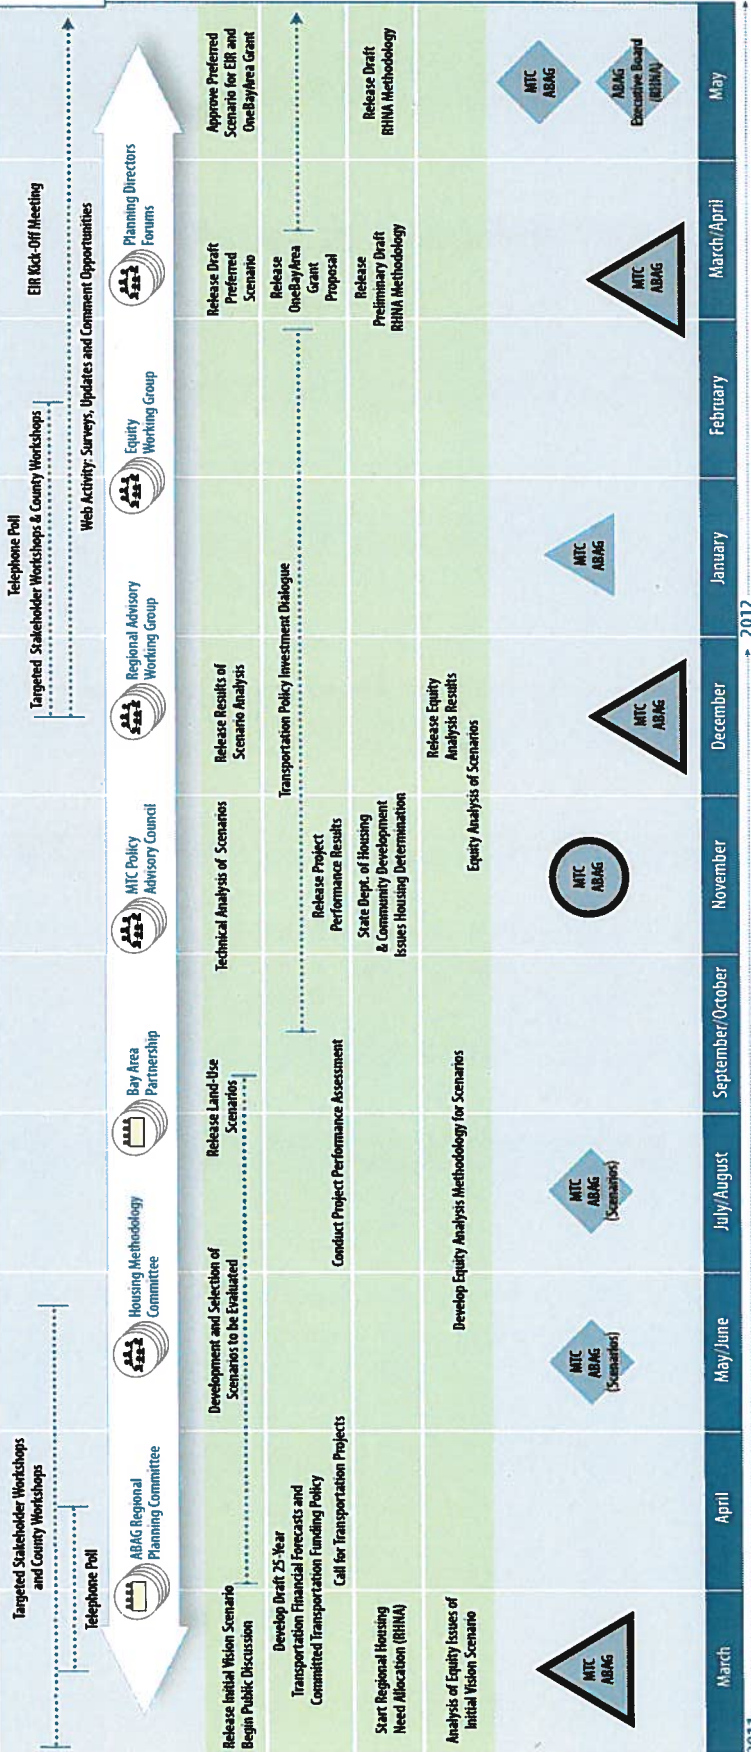 Targeted Stakeholder Workshops
and County Workshops
Telephone Poll
Telephone Poll
Targeted Stakeholder Workshops & County Workshops
EIR Kick-Off Meeting
Web Activity: Surveys, Updates and Comment Opportunities
ABAG Regional
Planning Committee
Housing Methodology
Committee
Bay Area
Partnership
MTC Policy
Advisory Council
Regional Advisory
Working Group
Equity
Working Group
Planning Directors
Forums
Release Initial Vision Scenario
Begin Public Discussion
Development and Selection of
Scenarios to be Evaluated
Release Land-Use
Scenarios
Technical Analysis of Scenarios
Release Results of
Scenario Analysis
Release Draft
Preferred
Scenario
Approve Preferred
Scenario for EIR and
OneBayArea Grant
Develop Draft 25-Year
Transportation Financial Forecasts and
Committed Transportation Funding Policy
Call for Transportation Projects
Conduct Project Performance Assessment
Transportation Policy Investment Dialogue
Release Project
Performance Results
Release
OneBayArea
Grant
Proposal
Start Regional Housing
Need Allocation (RHNA)
State Dept. of Housing
& Community Development
Issues Housing Determination
Release
Preliminary Draft
RHNA Methodology
Release Draft
RHNA Methodology
Analysis of Equity Issues of
Initial Vision Scenario
Develop Equity Analysis Methodology for Scenarios
Equity Analysis of Scenarios
Release Equity
Analysis Results
MTC
ABAG
MTC
ABAG
(Scenarios)
MTC
ABAG
(Scenarios)
MTC
ABAG
MTC
ABAG
MTC
ABAG
MTC
ABAG
MTC
ABAG
ABAG
Executive Board
(RHNA)
March
April
May/June
July/August
September/October
November
December
January
February
March/April
May
2011
2012